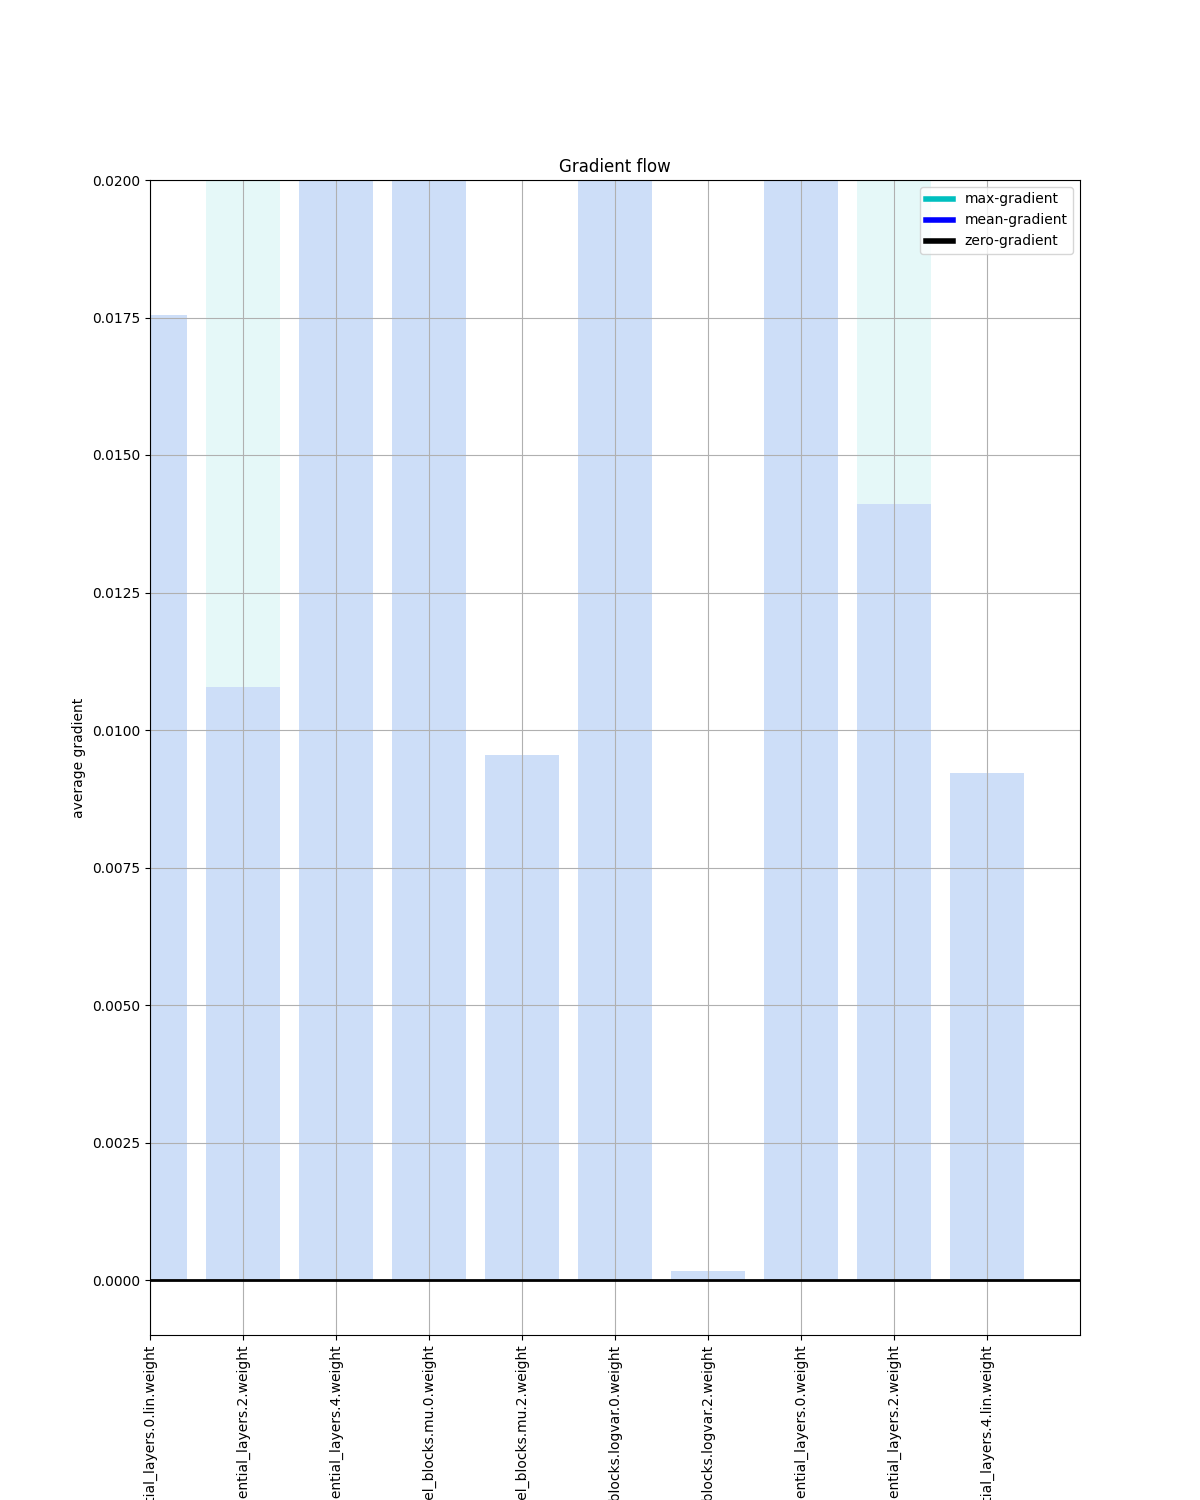 Gradient flow
max-gradient
mean-gradient
zero-gradient
0.0200
0.0175
0.0150
0.0125
0.0100
0.0075
0.0050
0.0025
0.0000
average gradient
tial_layers.0.lin.weight
ential_layers.2.weight
ential_layers.4.weight
el_blocks.mu.0.weight
el_blocks.mu.2.weight
blocks.logvar.0.weight
blocks.logvar.2.weight
ential_layers.0.weight
ential_layers.2.weight
tial_layers.4.lin.weight